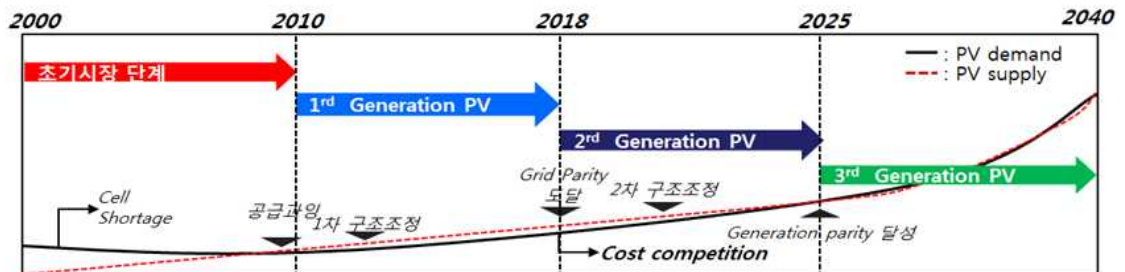 2000 2010 2018 2025 2040
: PV demand
: PV supply
초기시장 단계
1rd Generation PV
2rd Generation PV
3rd Generation PV
Cell
Shortage
공급과잉
1차 구조조정
Grid Parity
도달
2차 구조조정
Cost competition
Generation parity 달성